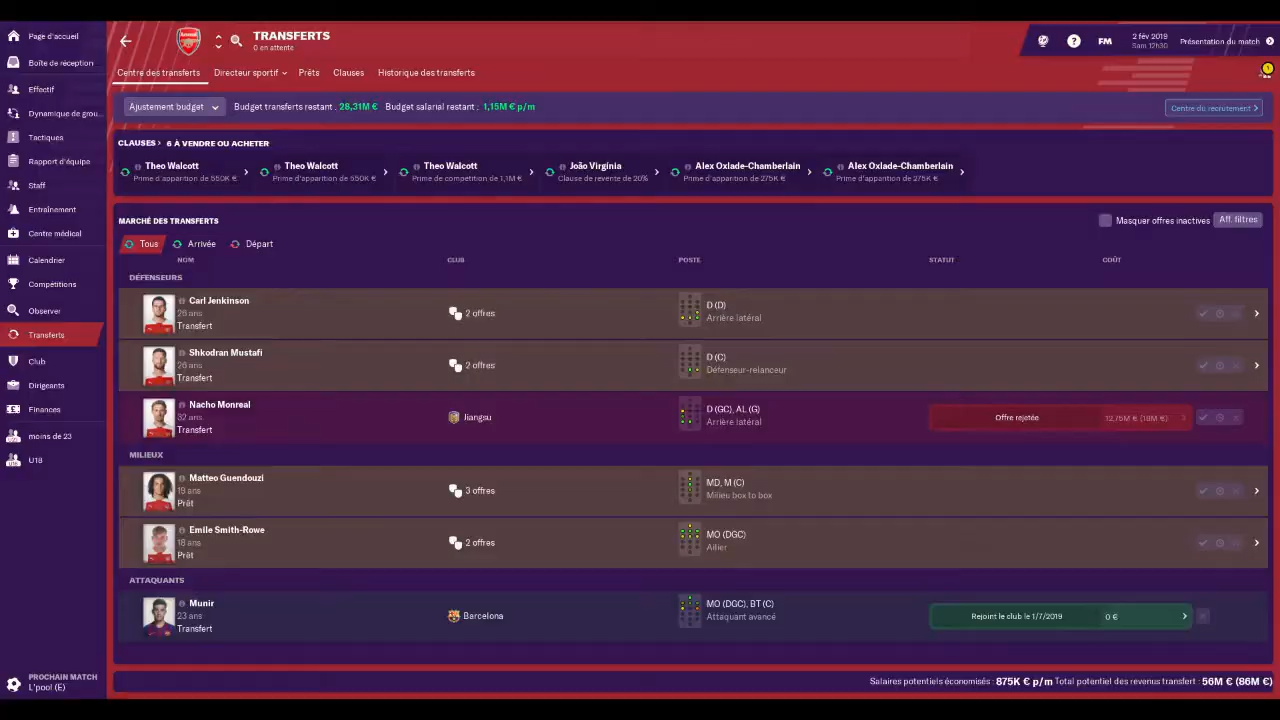 Page d'accueil
Boîte de réception
Effectif
Dynamique de grou...
Tactiques
Rapport d'équipe
Staff
Entraînement
Centre médical
Calendrier
Compétitions
Observer
Transferts
Club
Dirigeants
Finances
moins de 23
U18
PROCHAIN MATCH
L'pool (E)
TRANSFERTS
0 en attente
FM
2 fév 2019
Sam 12h30
Présentation du match
Centre des transferts Directeur sportif Prêts Clauses Historique des transferts
Ajustement budget Budget transferts restant : 28,31M € Budget salarial restant : 1,15M € p/m Centre du recrutement
CLAUSES 6 À VENDRE OU ACHETER
Theo Walcott
Prime d'apparition de 550K €
Theo Walcott
Prime d'apparition de 550K €
Theo Walcott
Prime de compétition de 1,1M €
João Virgínia
Clause de revente de 20%
Alex Oxlade-Chamberlain
Prime d'apparition de 275K €
Alex Oxlade-Chamberlain
Prime d'apparition de 275K €
MARCHÉ DES TRANSFERTS Masquer offres inactives Aff. filtres
Tous Arrivée Départ
NOM CLUB POSTE STATUT COÛT
DÉFENSEURS
Carl Jenkinson
26 ans
Transfert
2 offres
D (D)
Arrière latéral
Shkodran Mustafi
26 ans
Transfert
2 offres
D (C)
Défenseur-relanceur
Nacho Monreal
32 ans
Transfert
Jiangsu
D (GC), AL (G)
Arrière latéral
Offre rejetée 12,75M € (18M €)
MILIEUX
Matteo Guendouzi
19 ans
Prêt
3 offres
MD, M (C)
Milieu box to box
Emile Smith-Rowe
18 ans
Prêt
2 offres
MO (DGC)
Ailier
ATTAQUANTS
Munir
23 ans
Transfert
Barcelona
MO (DGC), BT (C)
Attaquant avancé
Rejoint le club le 1/7/2019 0 €
Salaires potentiels économisés : 875K € p/m Total potentiel des revenus transfert : 56M € (86M €)